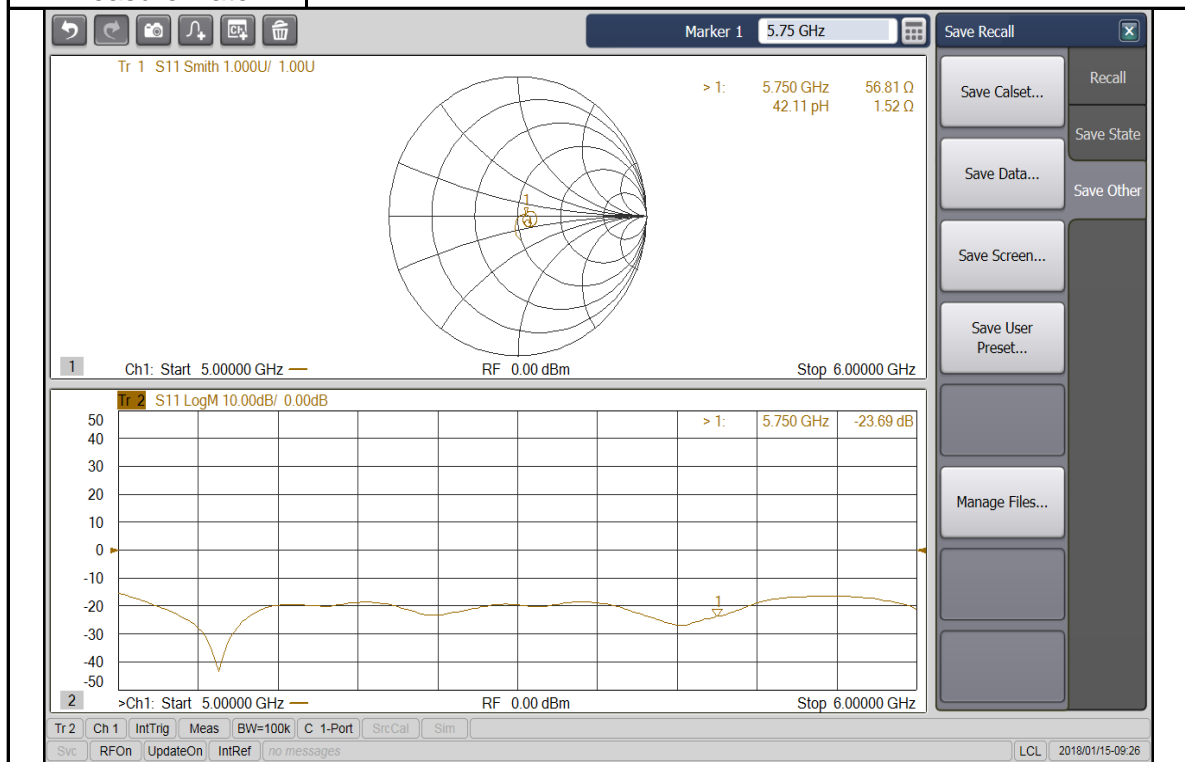 Marker 1 5.75 GHz Save Recall
Tr 1 S11 Smith 1.000U/ 1.00U
> 1: 5.750 GHz 56.81 Ω
42.11 pH 1.52 Ω
1
1 Ch1: Start 5.00000 GHz — RF 0.00 dBm Stop 6.00000 GHz
Tr 2 S11 LogM 10.00dB/ 0.00dB
> 1: 5.750 GHz -23.69 dB
50
40
30
20
10
0
-10
-20
-30
-40
-50
1
2 >Ch1: Start 5.00000 GHz — RF 0.00 dBm Stop 6.00000 GHz
Save Calset...
Save Data...
Save Screen...
Save User
Preset...
Manage Files...
Recall
Save State
Save Other
Tr 2 Ch 1 IntTrig Meas BW=100k C 1-Port SrcCal Sim
Svc RFOn UpdateOn IntRef no messages LCL 2018/01/15-09:26